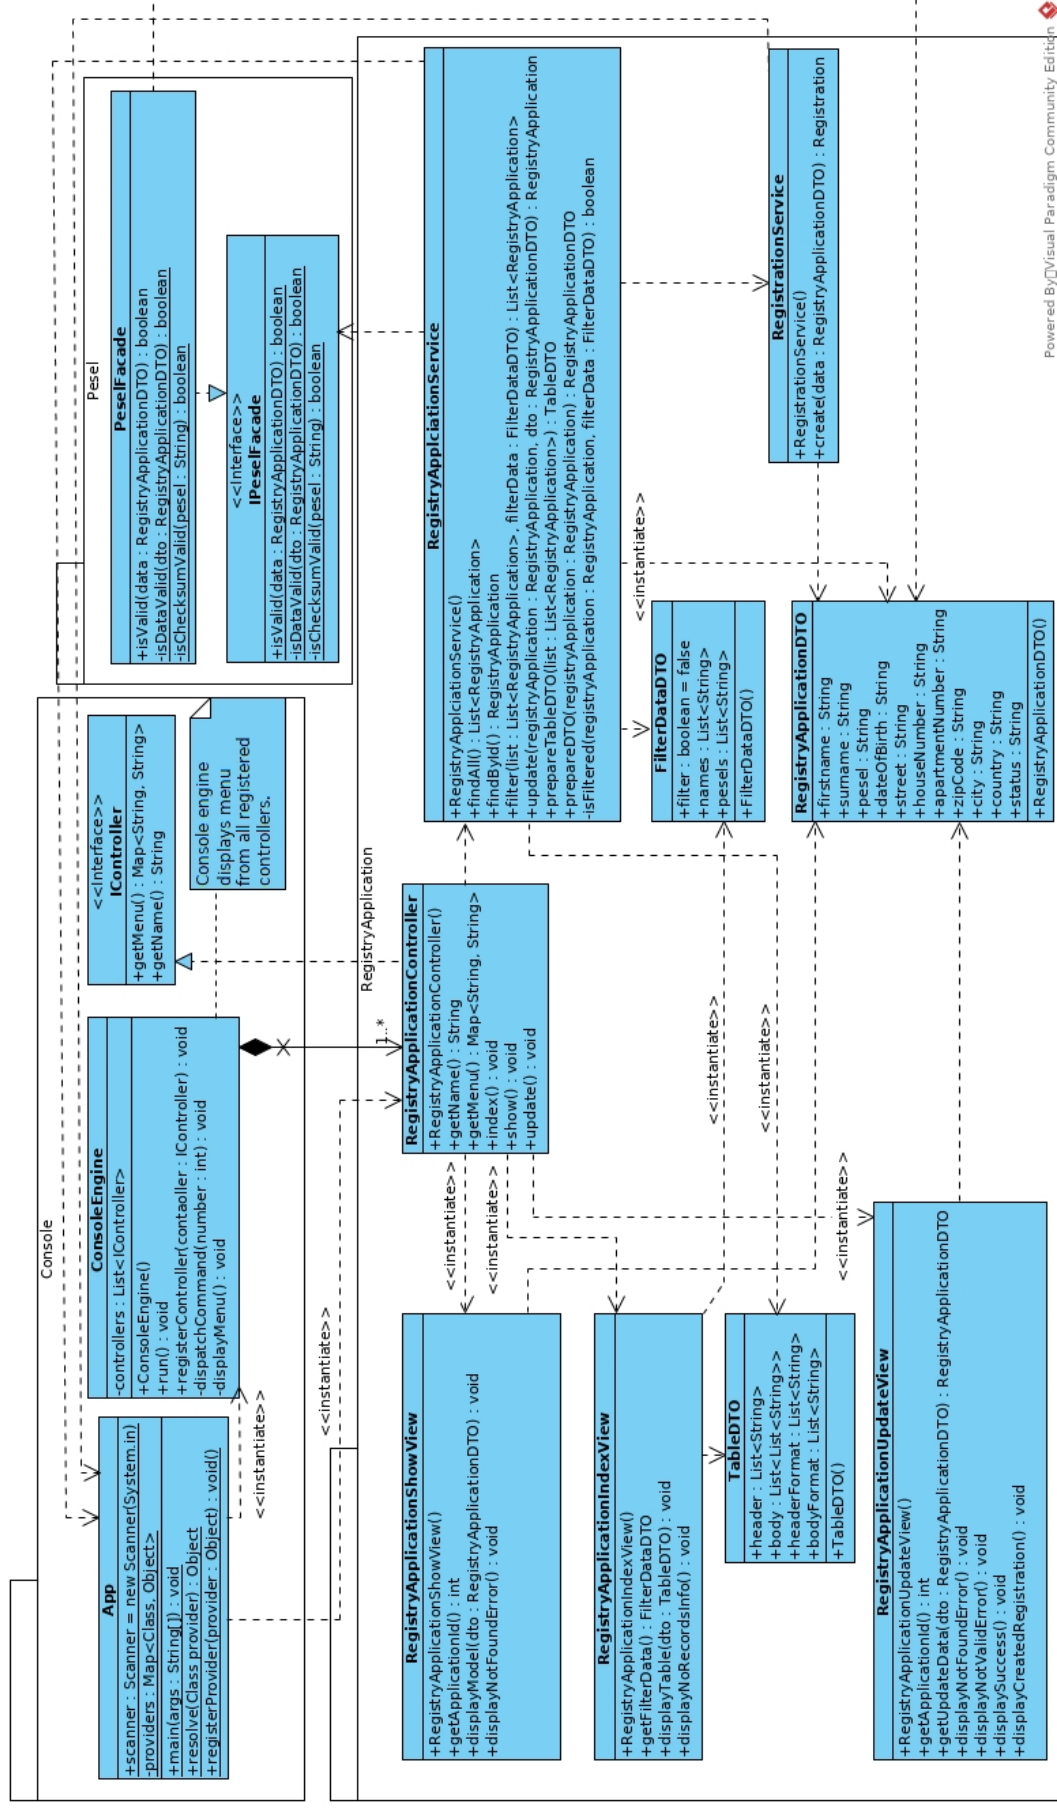 Console
App
+scanner : Scanner = new Scanner(System.in)
-providers : Map<Class, Object>
+main(args : String[]) : void
+resolve(Class provider) : Object
+registerProvider(provider : Object) : void()
<<instantiate>>
<<instantiate>>
ConsoleEngine
-controllers : List<IController>
+ConsoleEngine()
+run() : void
+registerController(contaoller : IController) : void
-dispatchCommand(number : int) : void
-displayMenu() : void
<<Interface>>
IController
+getMenu() : Map<String, String>
+getName() : String
Console engine
displays menu
from all registered
controllers.
Pesel
PeselFacade
+isValid(data : RegistryApplicationDTO) : boolean
-isDataValid(dto : RegistryApplicationDTO) : boolean
-isChecksumValid(pesel : String) : boolean
<<Interface>>
IPeselFacade
+isValid(data : RegistryApplicationDTO) : boolean
-isDataValid(dto : RegistryApplicationDTO) : boolean
-isChecksumValid(pesel : String) : boolean
RegistryApplication
1..*
RegistryApplicationShowView
+RegistryApplicationShowView()
+getApplicationId() : int
+displayModel(dto : RegistryApplicationDTO) : void
+displayNotFoundError() : void
<<instantiate>>
<<instantiate>>
RegistryApplicationController
+RegistryApplicationController()
+getName() : String
+getMenu() : Map<String, String>
+index() : void
+show() : void
+update() : void
RegistryApplciationService
+RegistryApplciationService()
+findAll() : List<RegistryApplication>
+findById() : RegistryApplication
+filter(list : List<RegistryApplication>, filterData : FilterDataDTO) : List<RegistryApplication>
+update(registryApplication : RegistryApplication, dto : RegistryApplicationDTO) : RegistryApplication
+prepareTableDTO(list : List<RegistryApplication>) : TableDTO
+prepareDTO(registryApplication : RegistryApplication) : RegistryApplicationDTO
-isFiltered(registryApplication : RegistryApplication, filterData : FilterDataDTO) : boolean
RegistryApplicationIndexView
+RegistryApplicationIndexView()
+getFilterData() : FilterDataDTO
+displayTable(dto : TableDTO) : void
+displayNoRecordsInfo() : void
<<instantiate>>
<<instantiate>>
<<instantiate>>
FilterDataDTO
+filter : boolean = false
+names : List<String>
+pesels : List<String>
+FilterDataDTO()
TableDTO
+header : List<String>
+body : List<List<String>>
+headerFormat : List<String>
+bodyFormat : List<String>
+TableDTO()
RegistrationService
+RegistrationService()
+create(data : RegistryApplicationDTO) : Registration
RegistryApplicationDTO
+firstname : String
+surname : String
+pesel : String
+dateOfBirth : String
+street : String
+houseNumber : String
+apartmentNumber : String
+zipCode : String
+city : String
+country : String
+status : String
+RegistryApplicationDTO()
<<instantiate>>
RegistryApplicationUpdateView
+RegistryApplicationUpdateView()
+getApplicationId() : int
+getUpdateData(dto : RegistryApplicationDTO) : RegistryApplicationDTO
+displayNotFoundError() : void
+displayNotValidError() : void
+displaySuccess() : void
+displayCreatedRegistration() : void
Powered By Visual Paradigm Community Edition